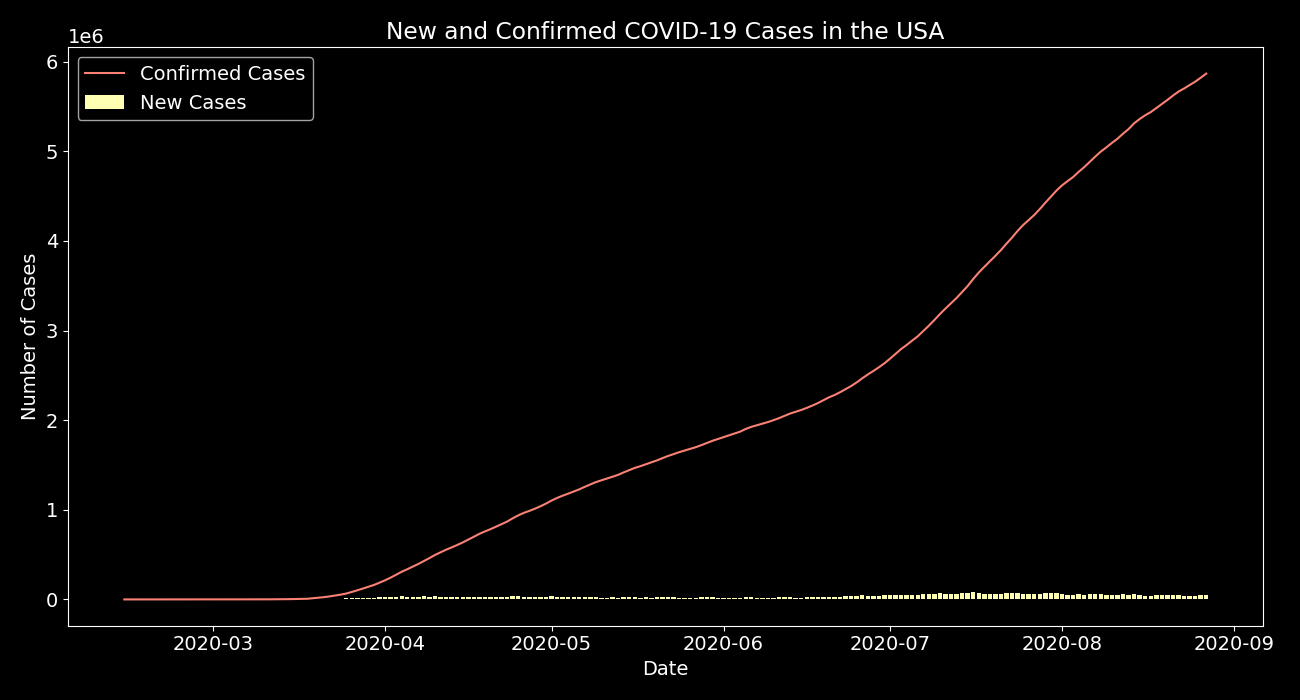 New and Confirmed COVID-19 Cases in the USA
1e6
Confirmed Cases
New Cases
6
5
4
3
2
1
0
Number of Cases
2020-03
2020-04
2020-05
2020-06
2020-07
2020-08
2020-09
Date